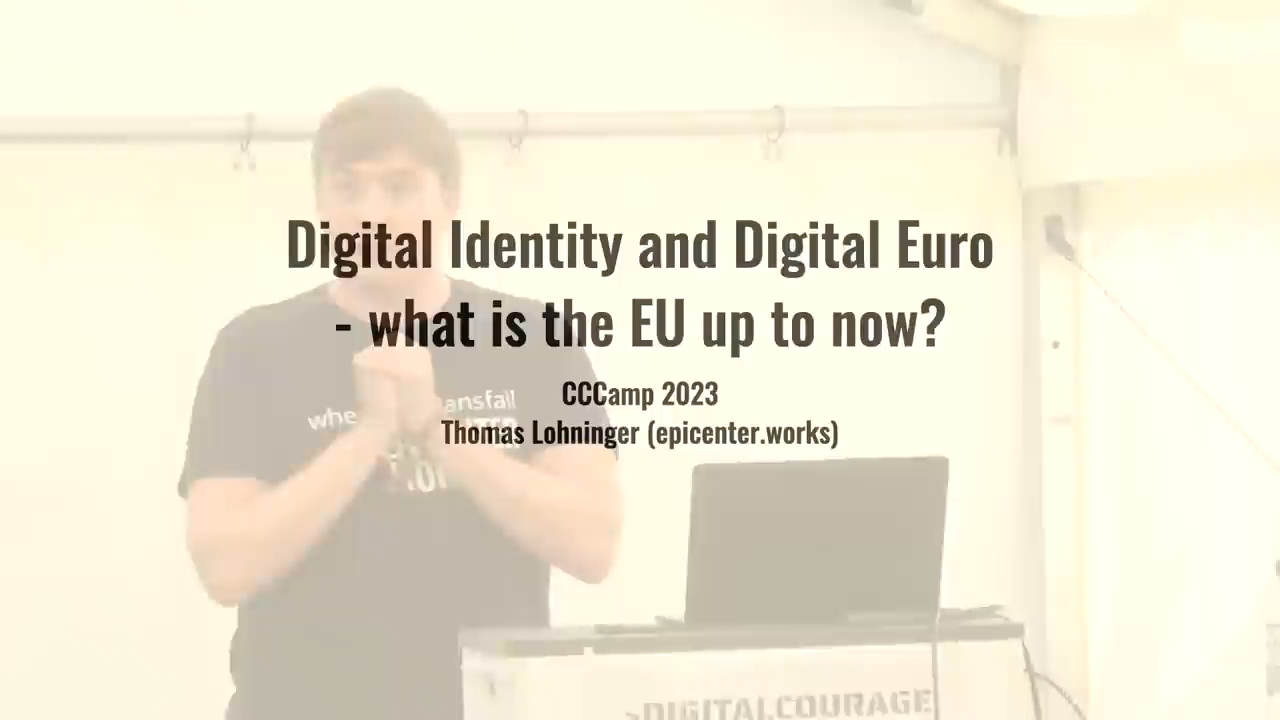 Digital Identity and Digital Euro
- what is the EU up to now?
CCCamp 2023
Thomas Lohninger (epicenter.works)
>DIGITALCOURAGE